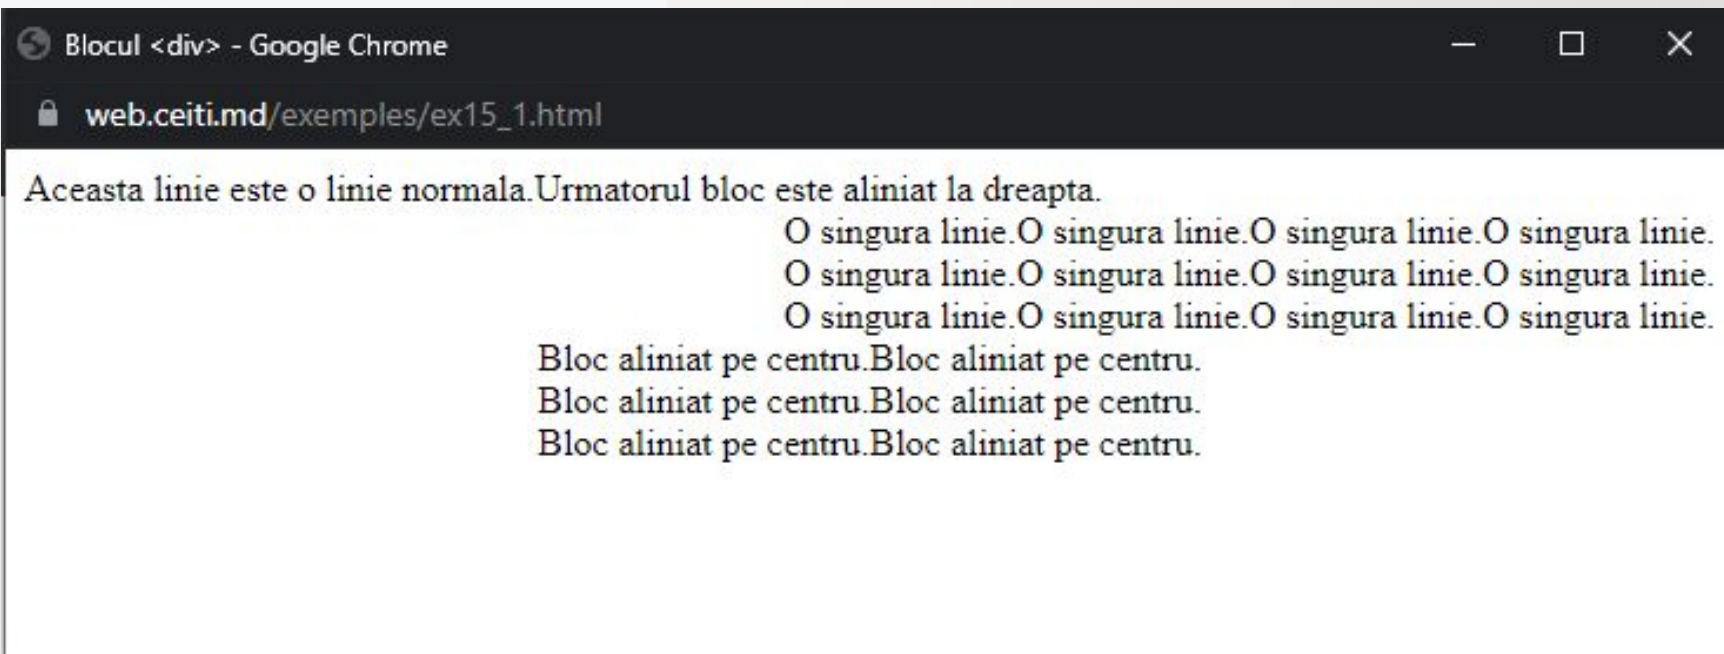 Blocul <div> - Google Chrome
web.ceiti.md/exemples/ex15_1.html
Aceasta linie este o linie normala.Urmatorul bloc este aliniat la dreapta.
O singura linie.O singura linie.O singura linie.O singura linie.
O singura linie.O singura linie.O singura linie.O singura linie.
O singura linie.O singura linie.O singura linie.O singura linie.
Bloc aliniat pe centru.Bloc aliniat pe centru.
Bloc aliniat pe centru.Bloc aliniat pe centru.
Bloc aliniat pe centru.Bloc aliniat pe centru.